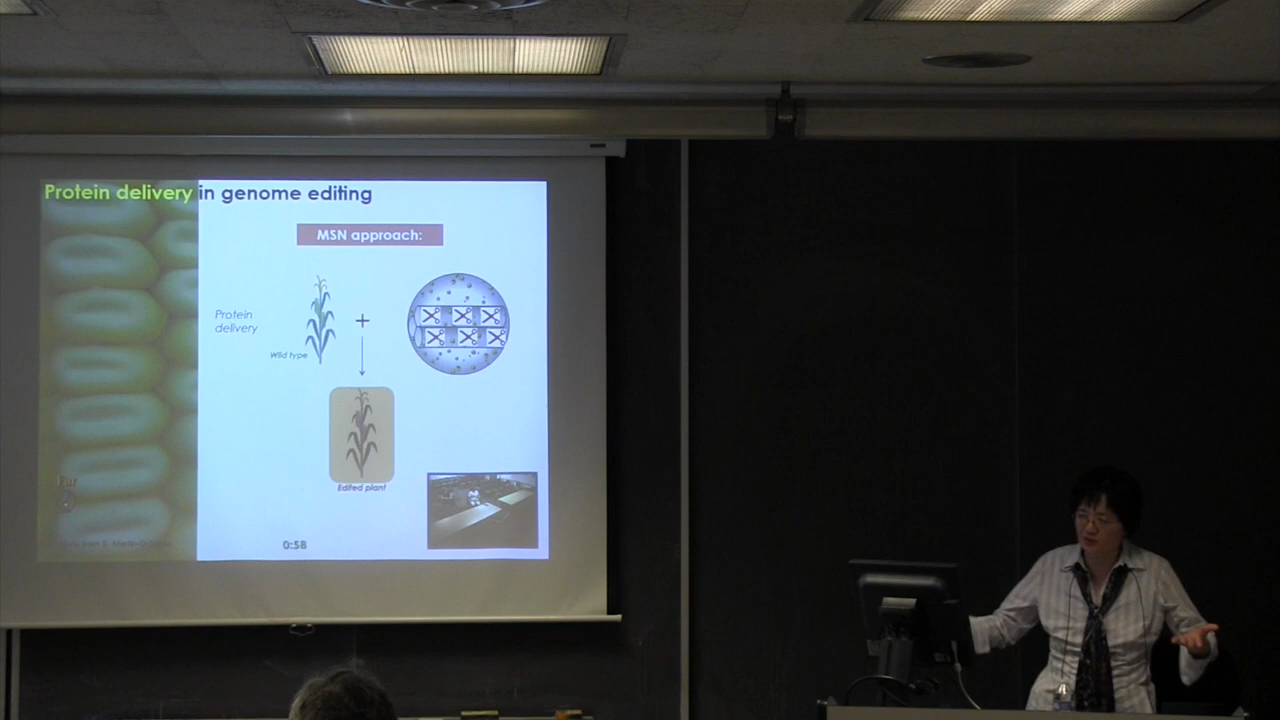 Protein delivery in genome editing
MSN approach:
Protein
delivery
Wild type
Edited plant
0:58